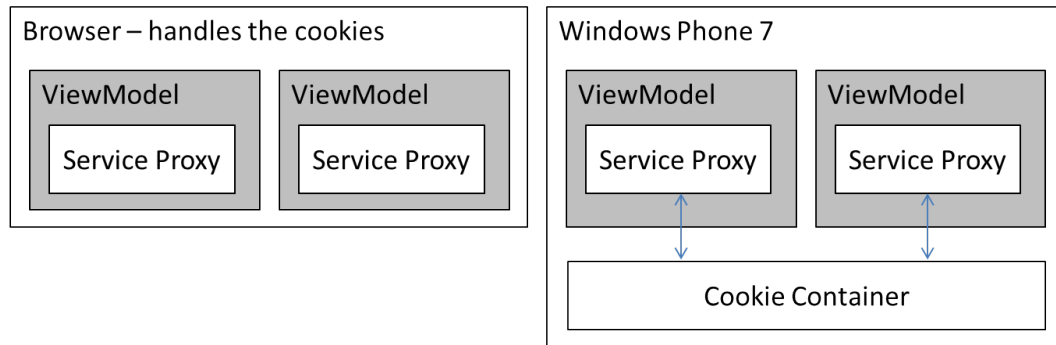 Browser – handles the cookies
ViewModel
Service Proxy
ViewModel
Service Proxy
Windows Phone 7
ViewModel
Service Proxy
ViewModel
Service Proxy
Cookie Container